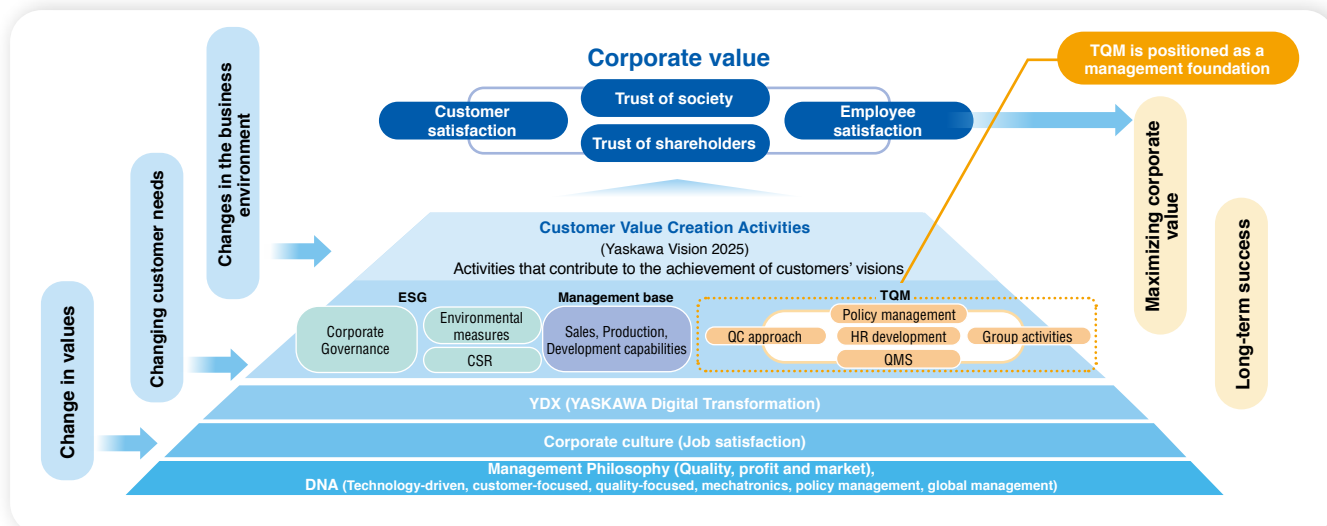 Corporate value
TQM is positioned as a
management foundation
Trust of society
Customer
satisfaction
Employee
satisfaction
Trust of shareholders
Changes in the business
environment
Changing customer needs
Change in values
Maximizing corporate
value
Long-term success
Customer Value Creation Activities
(Yaskawa Vision 2025)
Activities that contribute to the achievement of customers’ visions
ESG
Corporate
Governance
Environmental
measures
CSR
Management base
Sales, Production,
Development capabilities
TQM
Policy management
QC approach
HR development
Group activities
QMS
YDX (YASKAWA Digital Transformation)
Corporate culture (Job satisfaction)
Management Philosophy (Quality, profit and market),
DNA (Technology-driven, customer-focused, quality-focused, mechatronics, policy management, global management)